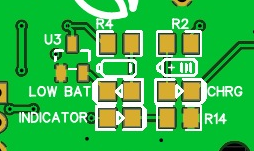 R4 R2
U3
LOW BAT CHRG
INDICATOR R14